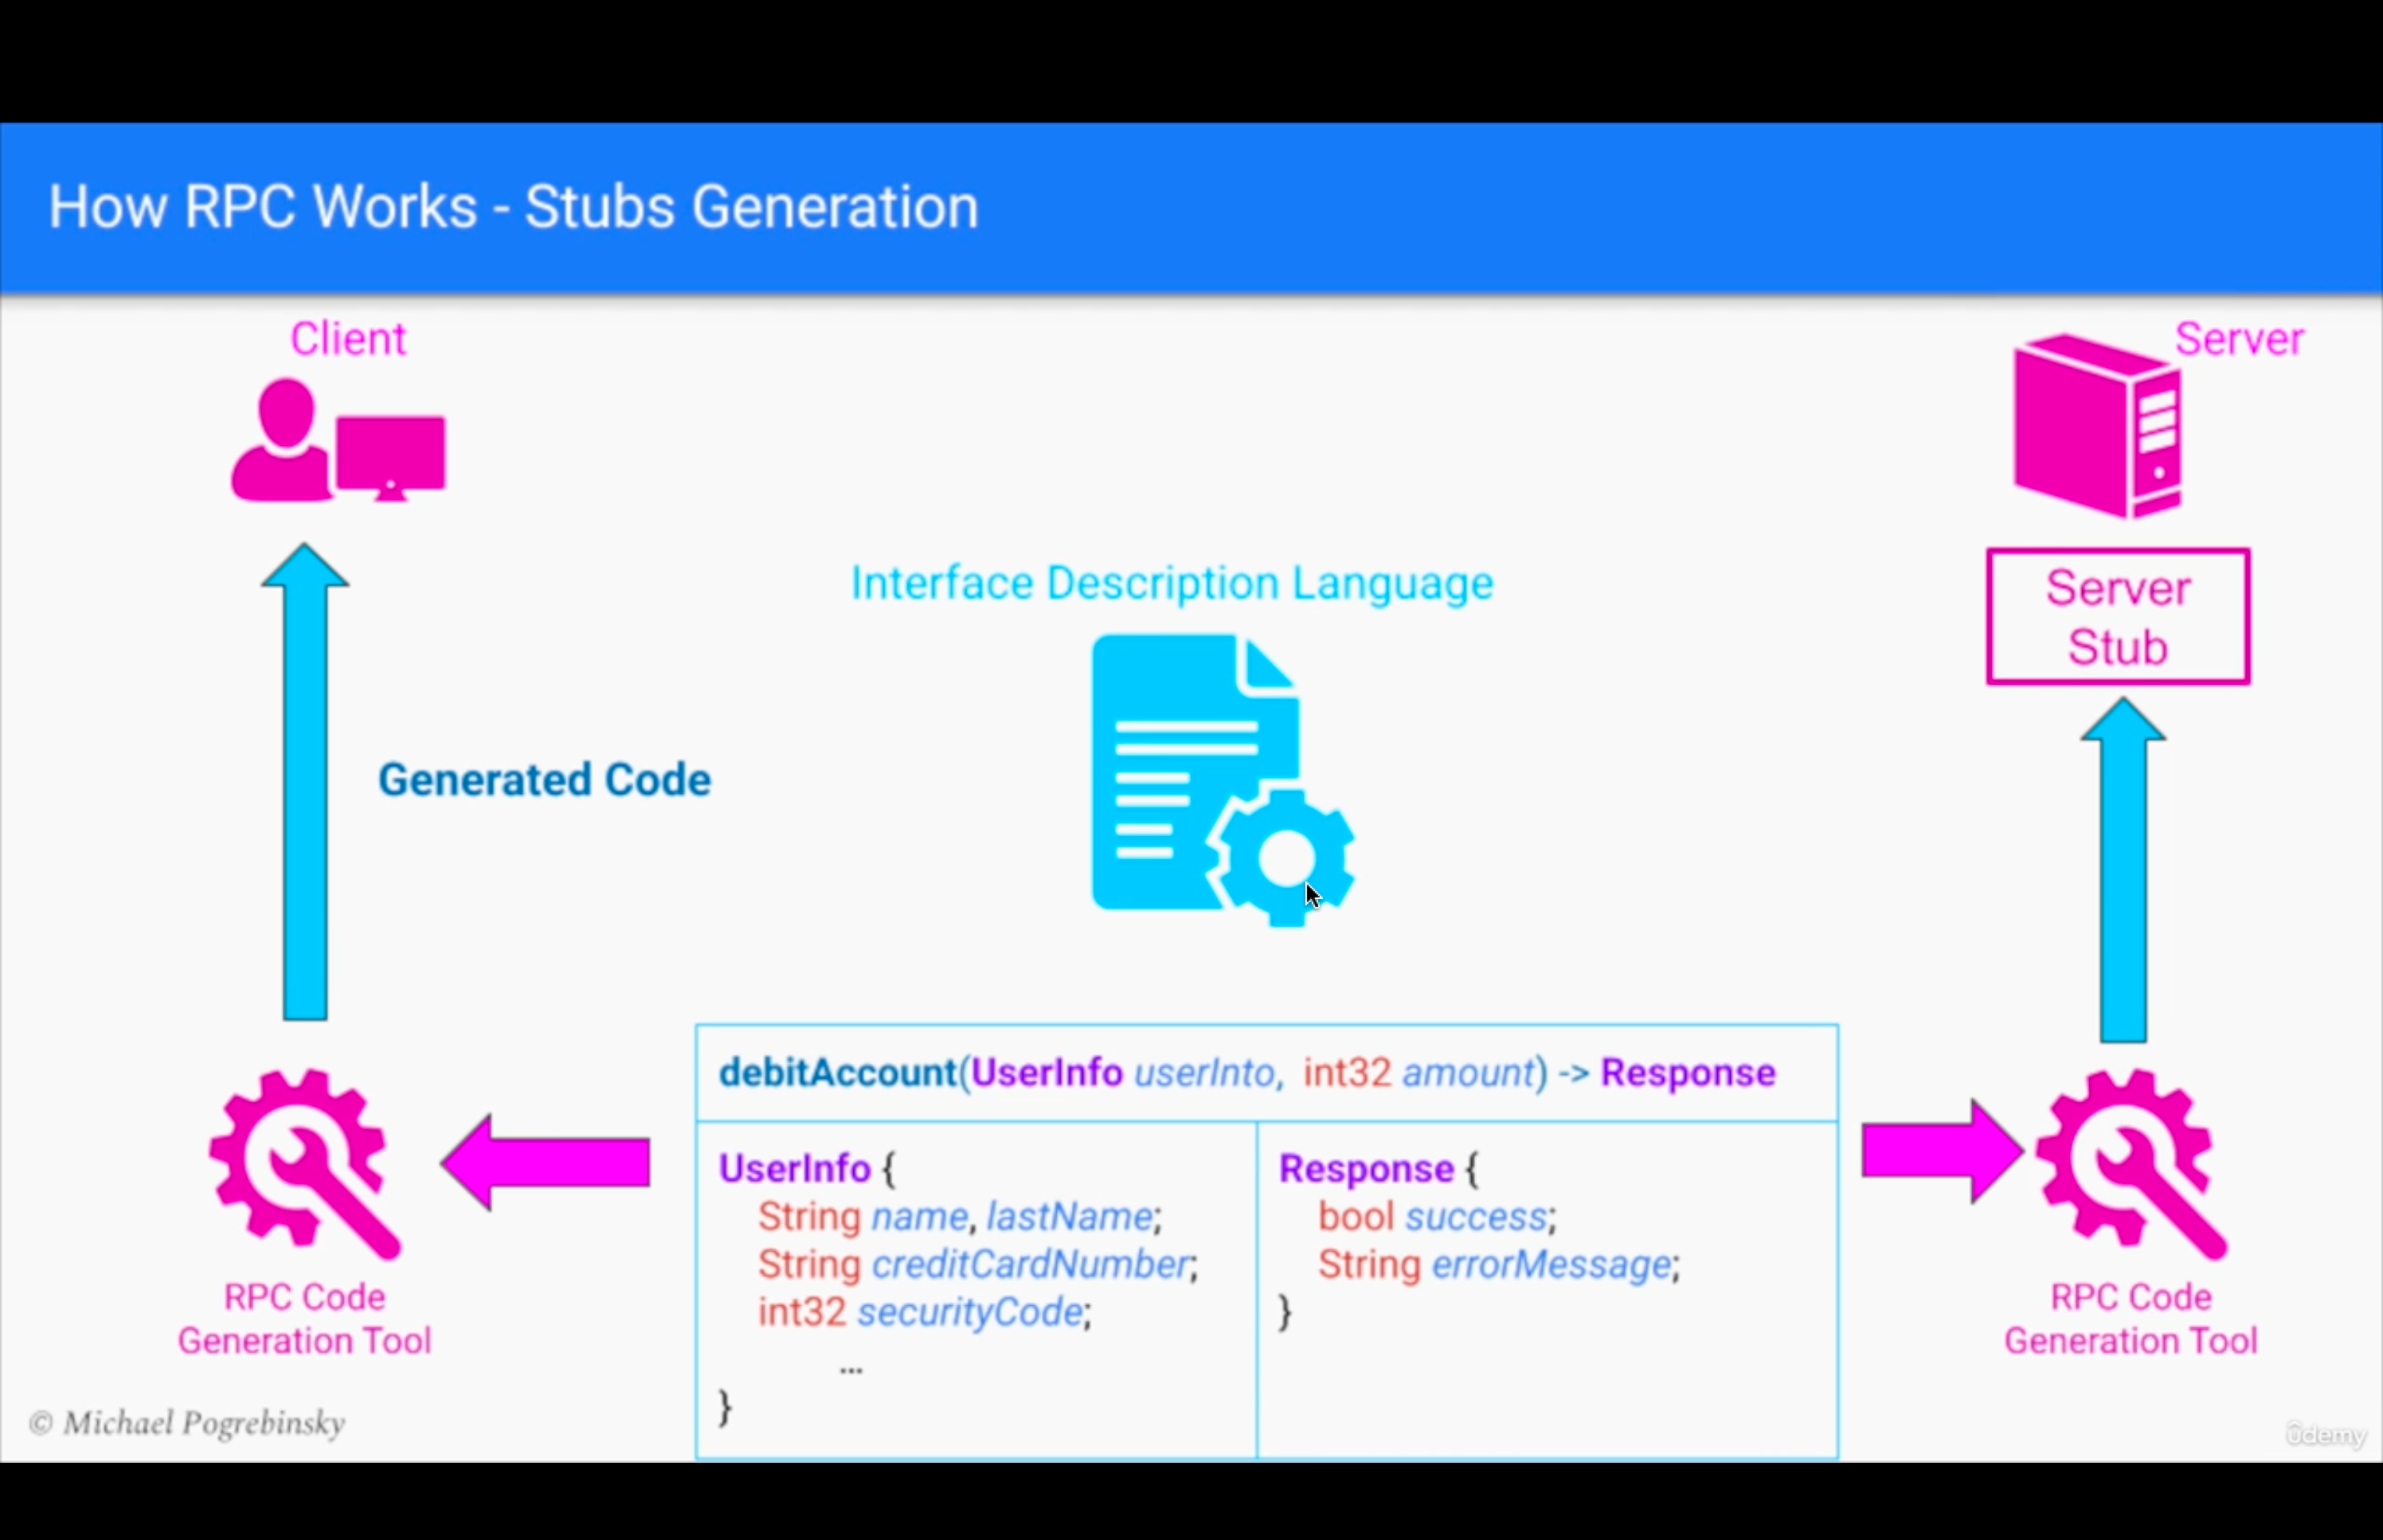 How RPC Works - Stubs Generation
Client
Server
Interface Description Language
Server
Stub
Generated Code
debitAccount(UserInfo userInto, int32 amount) -> Response
UserInfo {
String name, lastName;
String creditCardNumber;
int32 securityCode;
...
}
Response {
bool success;
String errorMessage;
}
RPC Code
Generation Tool
RPC Code
Generation Tool
© Michael Pogrebinsky
ûdemy